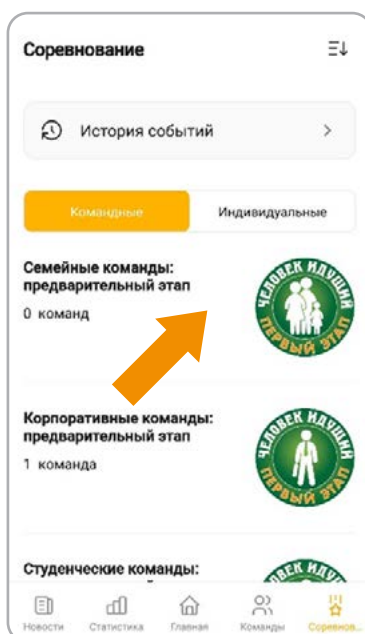 Соревнование
История событий
Командные
Индивидуальные
Семейные команды:
предварительный этап
0 команд
ЧЕЛОВЕК ИДУЩИЙ
ПЕРВЫЙ ЭТАП
Корпоративные команды:
предварительный этап
1 команда
ЧЕЛОВЕК ИДУЩИЙ
ПЕРВЫЙ ЭТАП
Студенческие команды:
Новости
Статистика
Главная
Команды
Соревнов...